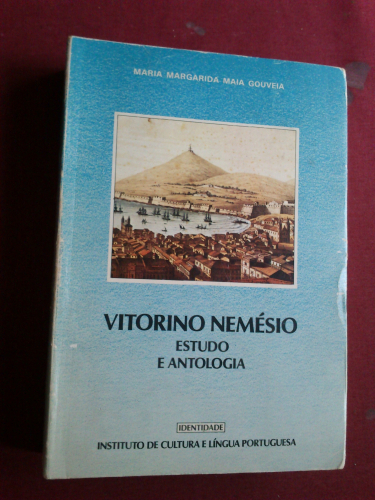 MARIA MARGARIDA MAIA GOUVEIA
VITORINO NEMÉSIO
ESTUDO
E ANTOLOGIA
IDENTIDADE
INSTITUTO DE CULTURA E LÍNGUA PORTUGUESA